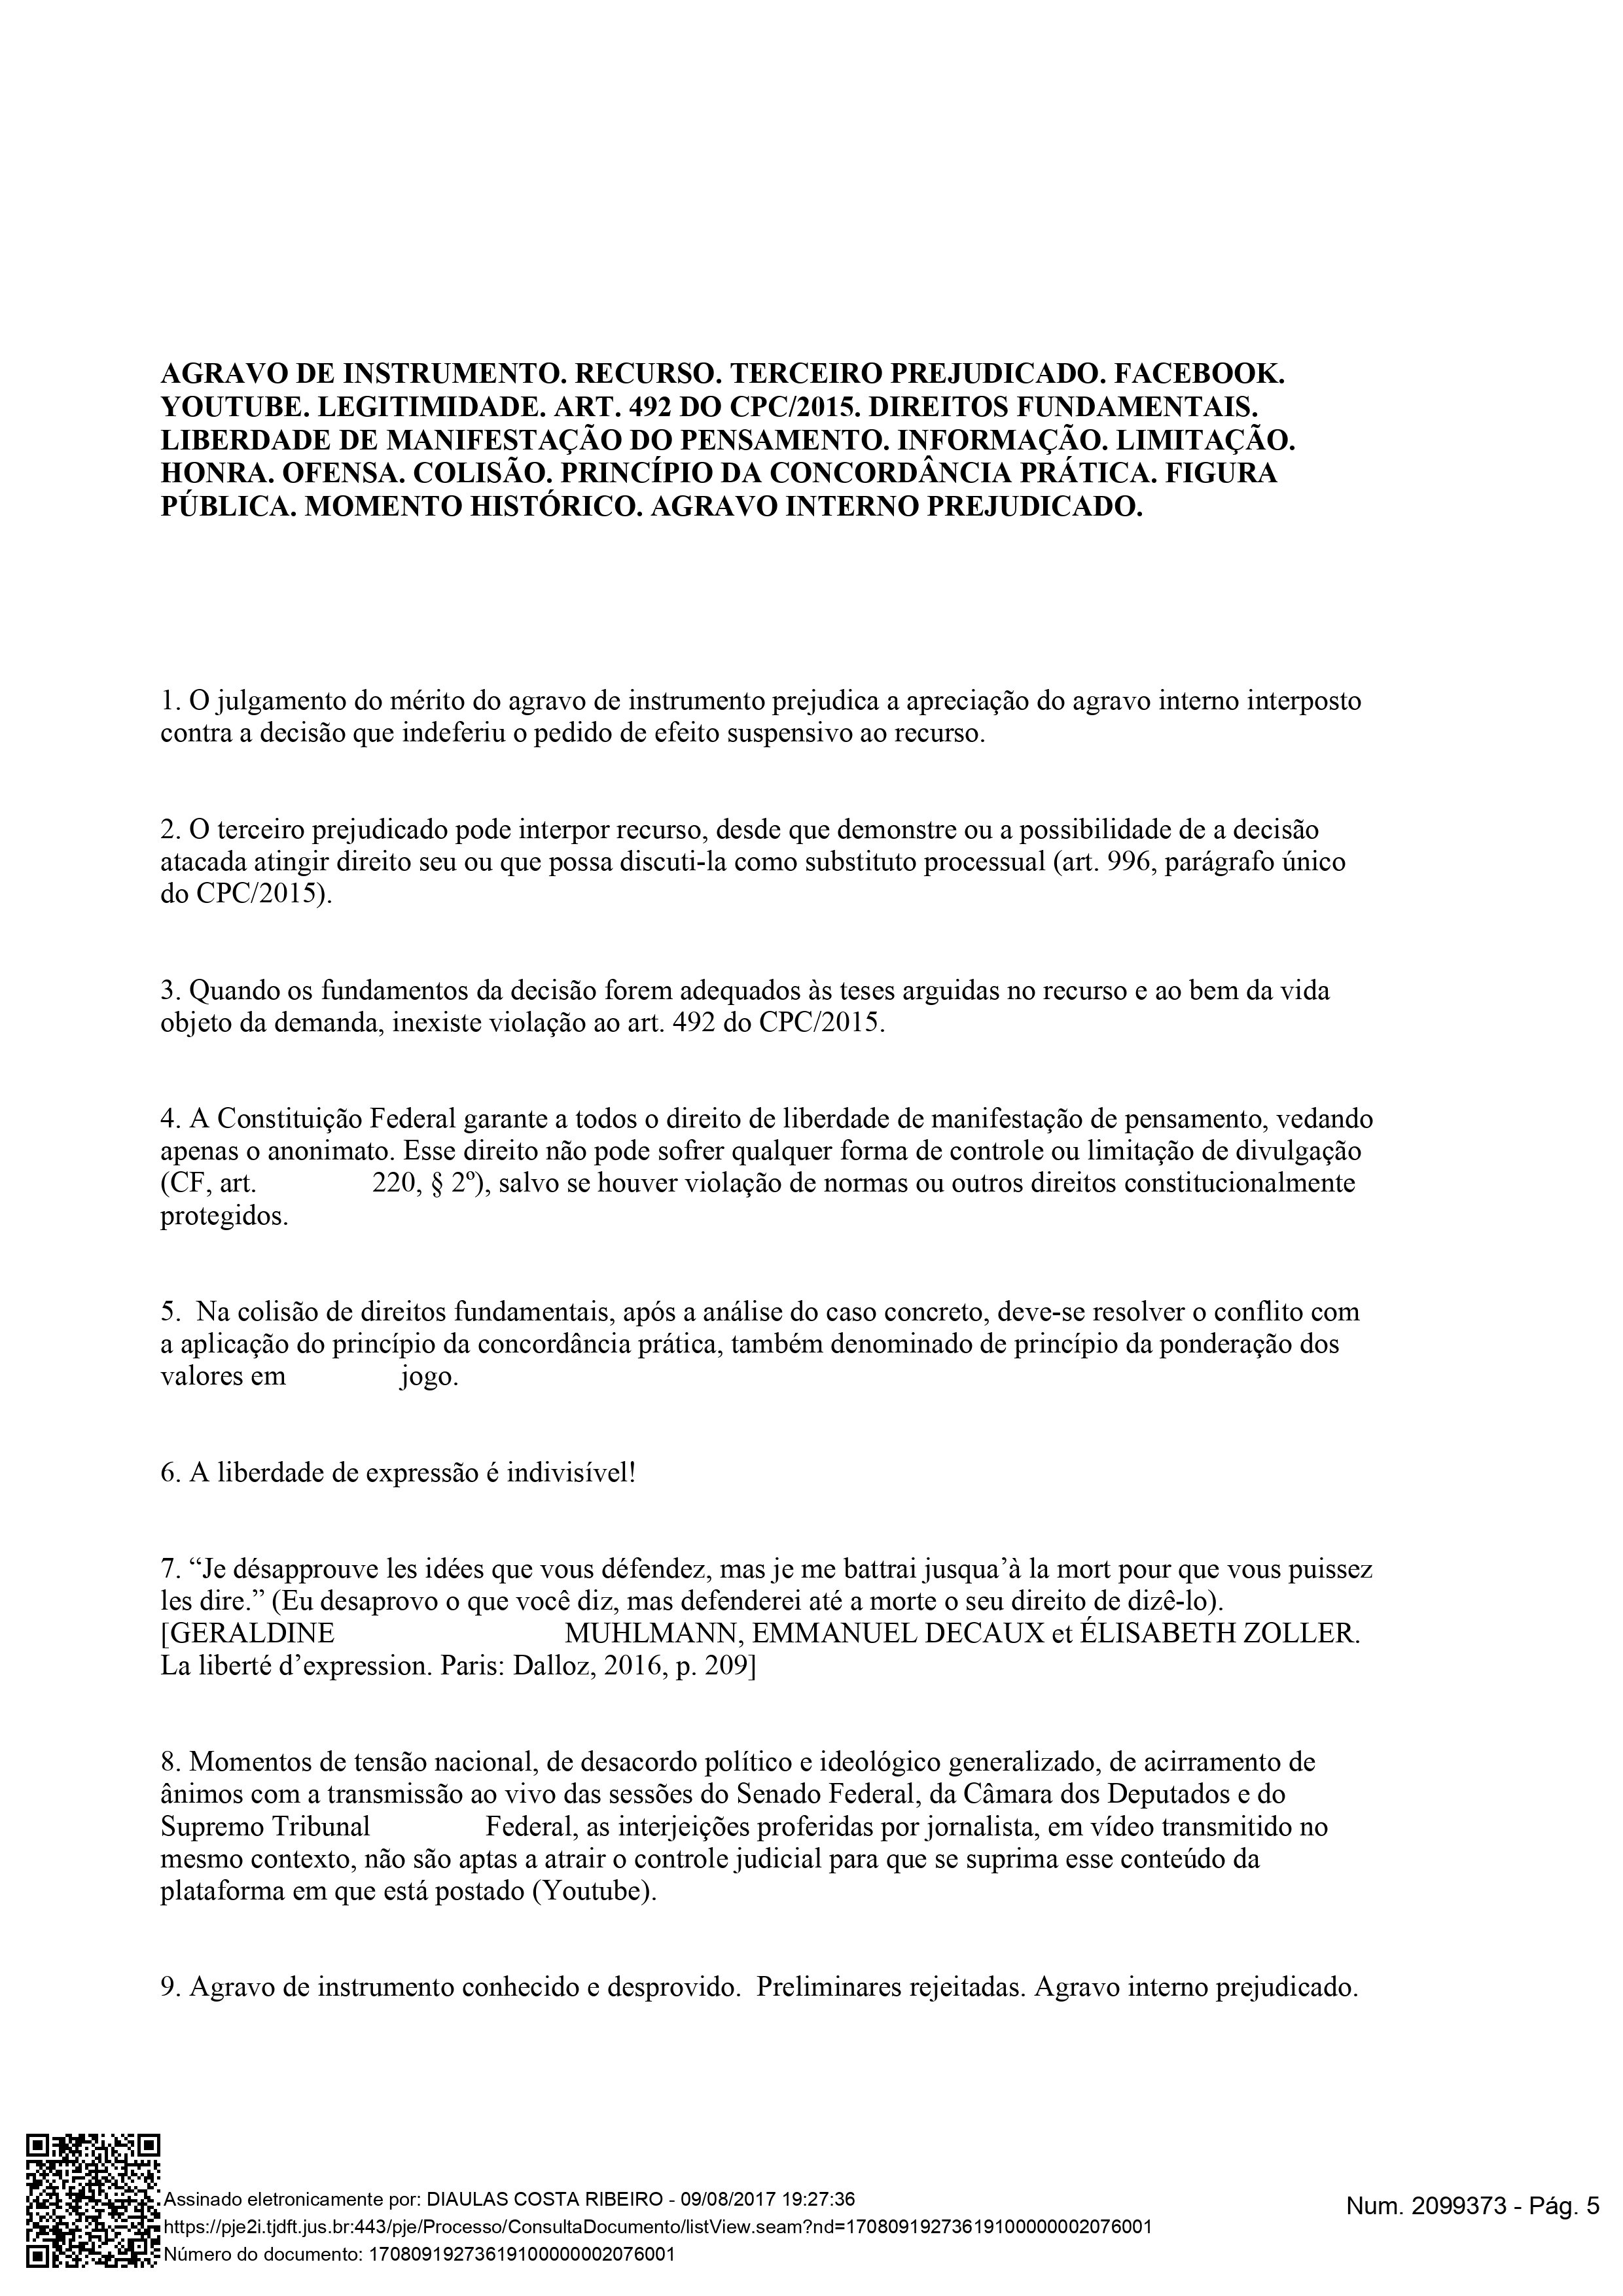 AGRAVO DE INSTRUMENTO. RECURSO. TERCEIRO PREJUDICADO. FACEBOOK.
YOUTUBE. LEGITIMIDADE. ART. 492 DO CPC/2015. DIREITOS FUNDAMENTAIS.
LIBERDADE DE MANIFESTAÇÃO DO PENSAMENTO. INFORMAÇÃO. LIMITAÇÃO.
HONRA. OFENSA. COLISÃO. PRINCÍPIO DA CONCORDÂNCIA PRÁTICA. FIGURA
PÚBLICA. MOMENTO HISTÓRICO. AGRAVO INTERNO PREJUDICADO.
1. O julgamento do mérito do agravo de instrumento prejudica a apreciação do agravo interno interposto
contra a decisão que indeferiu o pedido de efeito suspensivo ao recurso.
2. O terceiro prejudicado pode interpor recurso, desde que demonstre ou a possibilidade de a decisão
atacada atingir direito seu ou que possa discuti-la como substituto processual (art. 996, parágrafo único
do CPC/2015).
3. Quando os fundamentos da decisão forem adequados às teses arguidas no recurso e ao bem da vida
objeto da demanda, inexiste violação ao art. 492 do CPC/2015.
4. A Constituição Federal garante a todos o direito de liberdade de manifestação de pensamento, vedando
apenas o anonimato. Esse direito não pode sofrer qualquer forma de controle ou limitação de divulgação
(CF, art. 220, § 2º), salvo se houver violação de normas ou outros direitos constitucionalmente
protegidos.
5. Na colisão de direitos fundamentais, após a análise do caso concreto, deve-se resolver o conflito com
a aplicação do princípio da concordância prática, também denominado de princípio da ponderação dos
valores em jogo.
6. A liberdade de expressão é indivisível!
7. “Je désapprouve les idées que vous défendez, mas je me battrai jusqua’à la mort pour que vous puissez
les dire.” (Eu desaprovo o que você diz, mas defenderei até a morte o seu direito de dizê-lo).
[GERALDINE MUHLMANN, EMMANUEL DECAUX et ÉLISABETH ZOLLER.
La liberté d’expression. Paris: Dalloz, 2016, p. 209]
8. Momentos de tensão nacional, de desacordo político e ideológico generalizado, de acirramento de
ânimos com a transmissão ao vivo das sessões do Senado Federal, da Câmara dos Deputados e do
Supremo Tribunal Federal, as interjeições proferidas por jornalista, em vídeo transmitido no
mesmo contexto, não são aptas a atrair o controle judicial para que se suprima esse conteúdo da
plataforma em que está postado (Youtube).
9. Agravo de instrumento conhecido e desprovido. Preliminares rejeitadas. Agravo interno prejudicado.
Assinado eletronicamente por: DIAULAS COSTA RIBEIRO - 09/08/2017 19:27:36
https://pje2i.tjdft.jus.br:443/pje/Processo/ConsultaDocumento/listView.seam?nd=17080919273619100000002076001
Número do documento: 17080919273619100000002076001
Num. 2099373 - Pág. 5